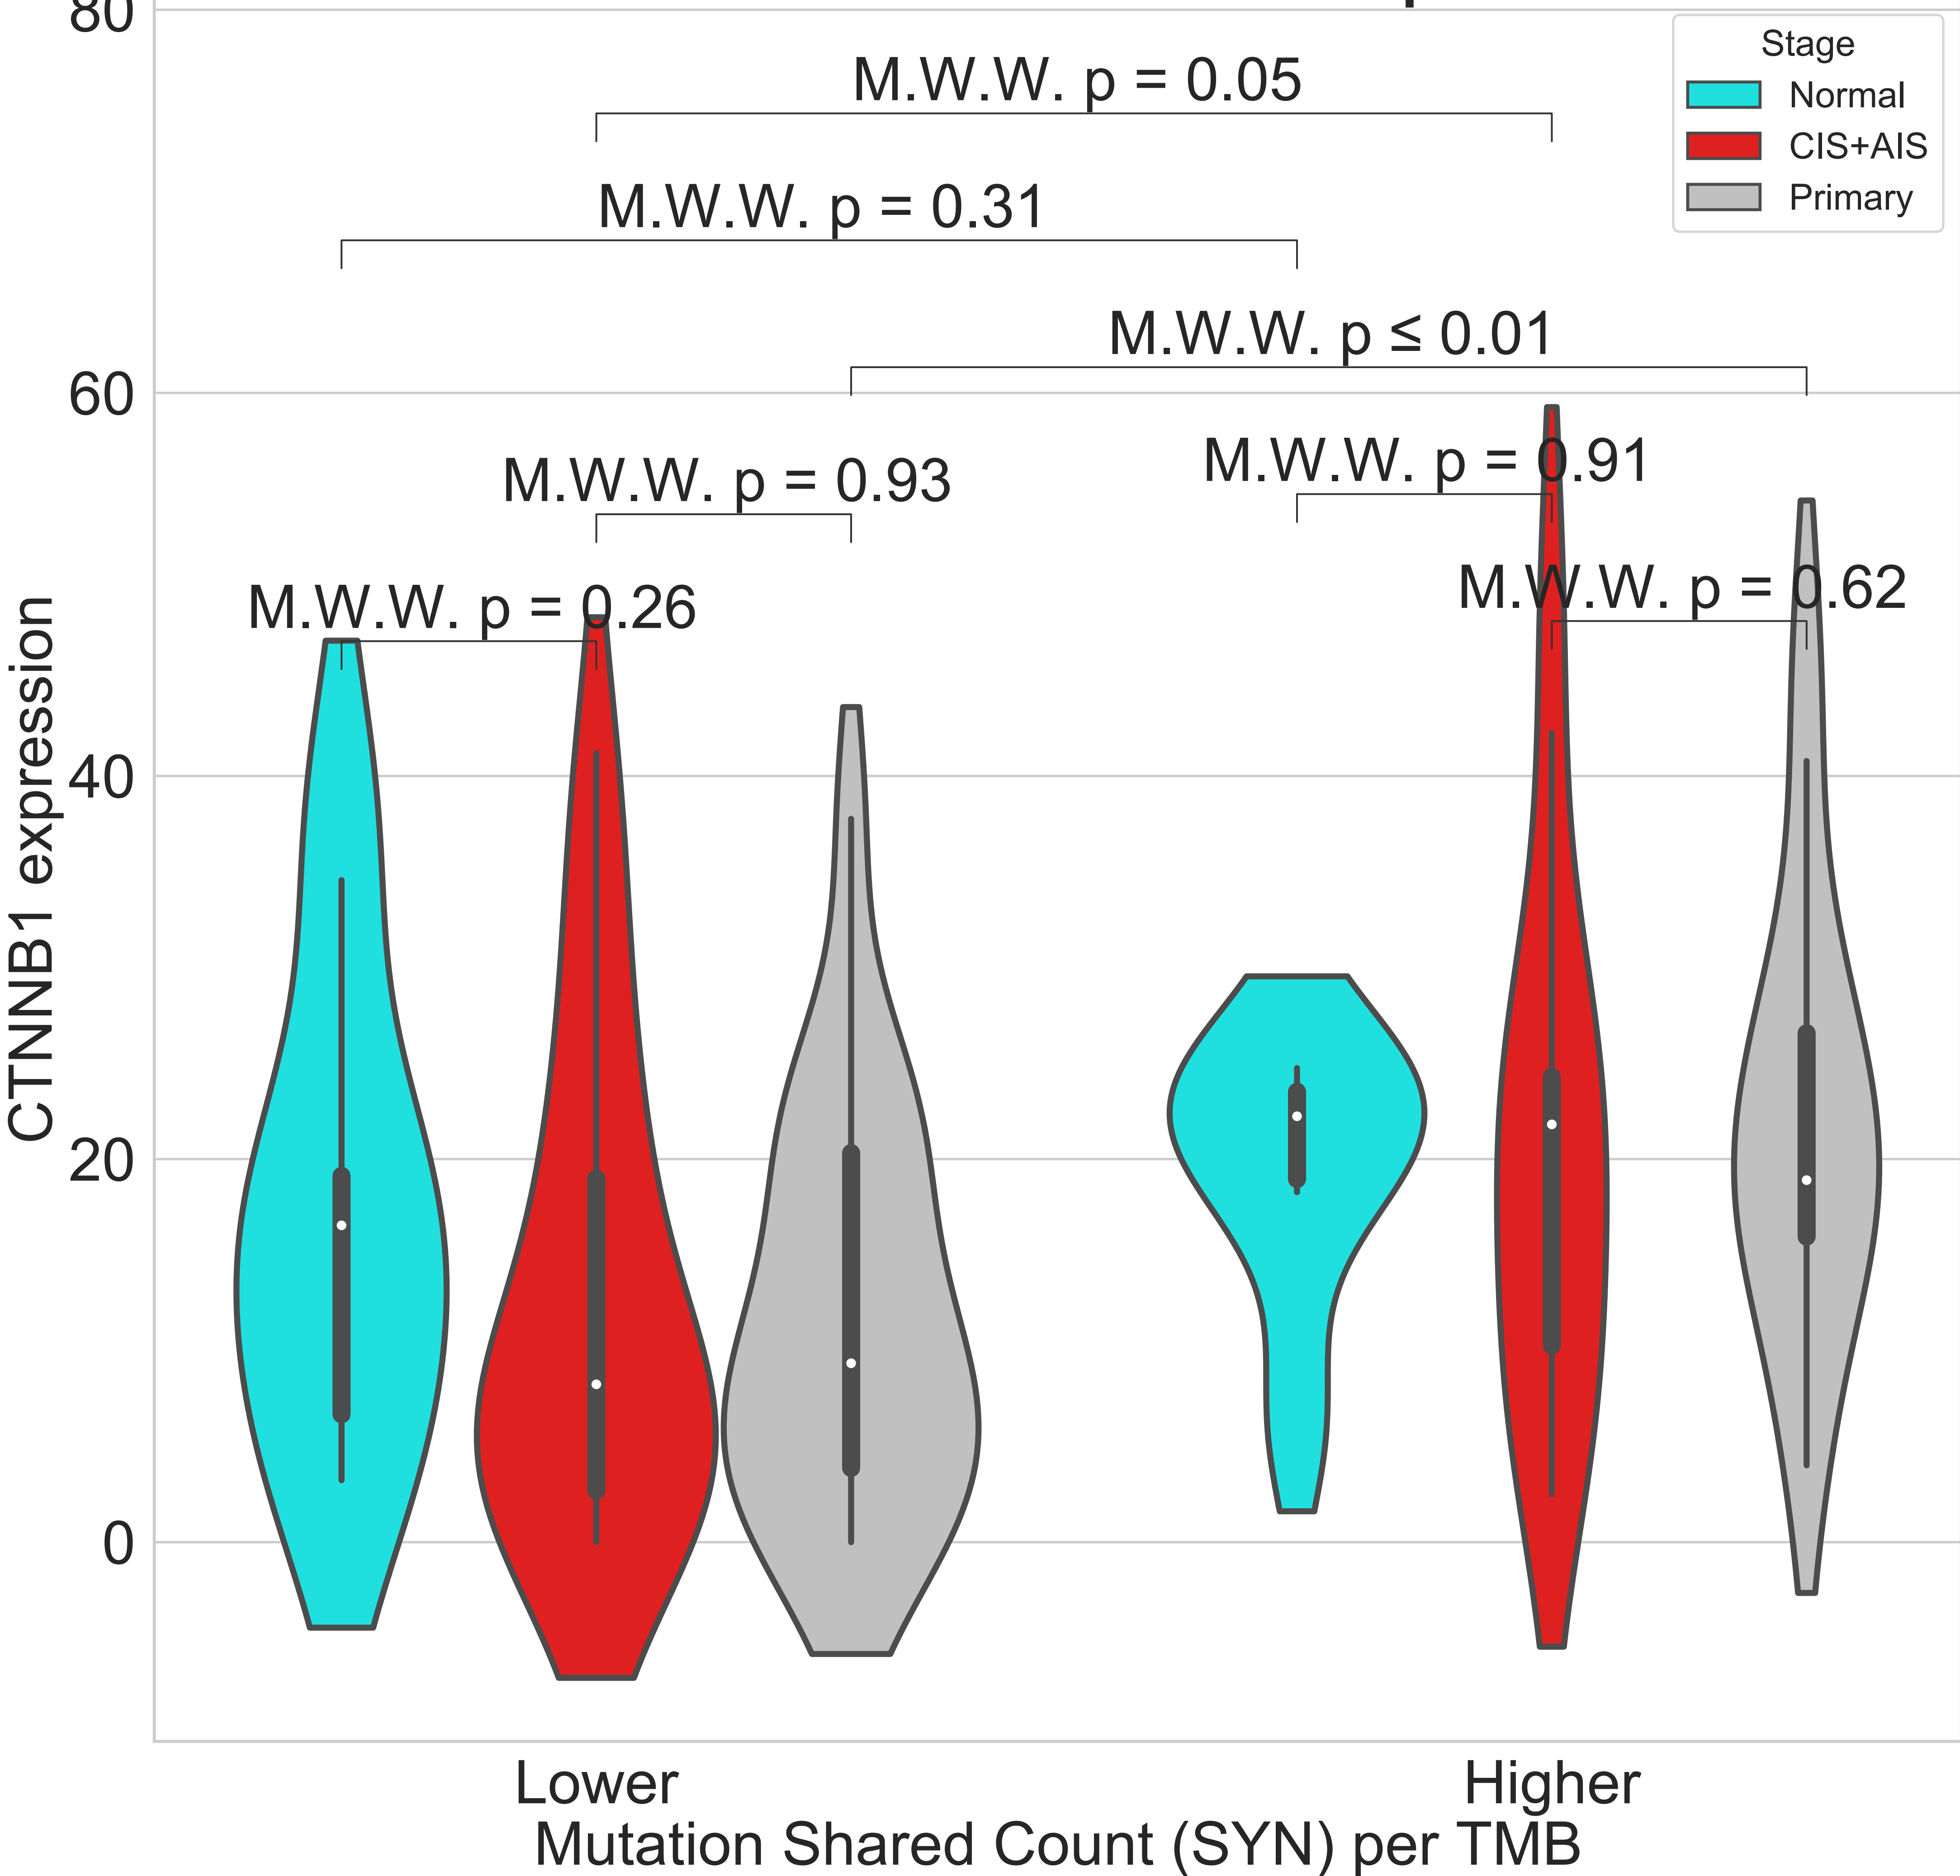 80
M.W.W. p = 0.05
Stage
Normal
CIS+AIS
Primary
M.W.W. p = 0.31
M.W.W. p ≤ 0.01
60
M.W.W. p = 0.91
M.W.W. p = 0.93
M.W.W. p = 0.62
M.W.W. p = 0.26
CTNNB1 expression
40
20
0
Lower
Higher
Mutation Shared Count (SYN) per TMB